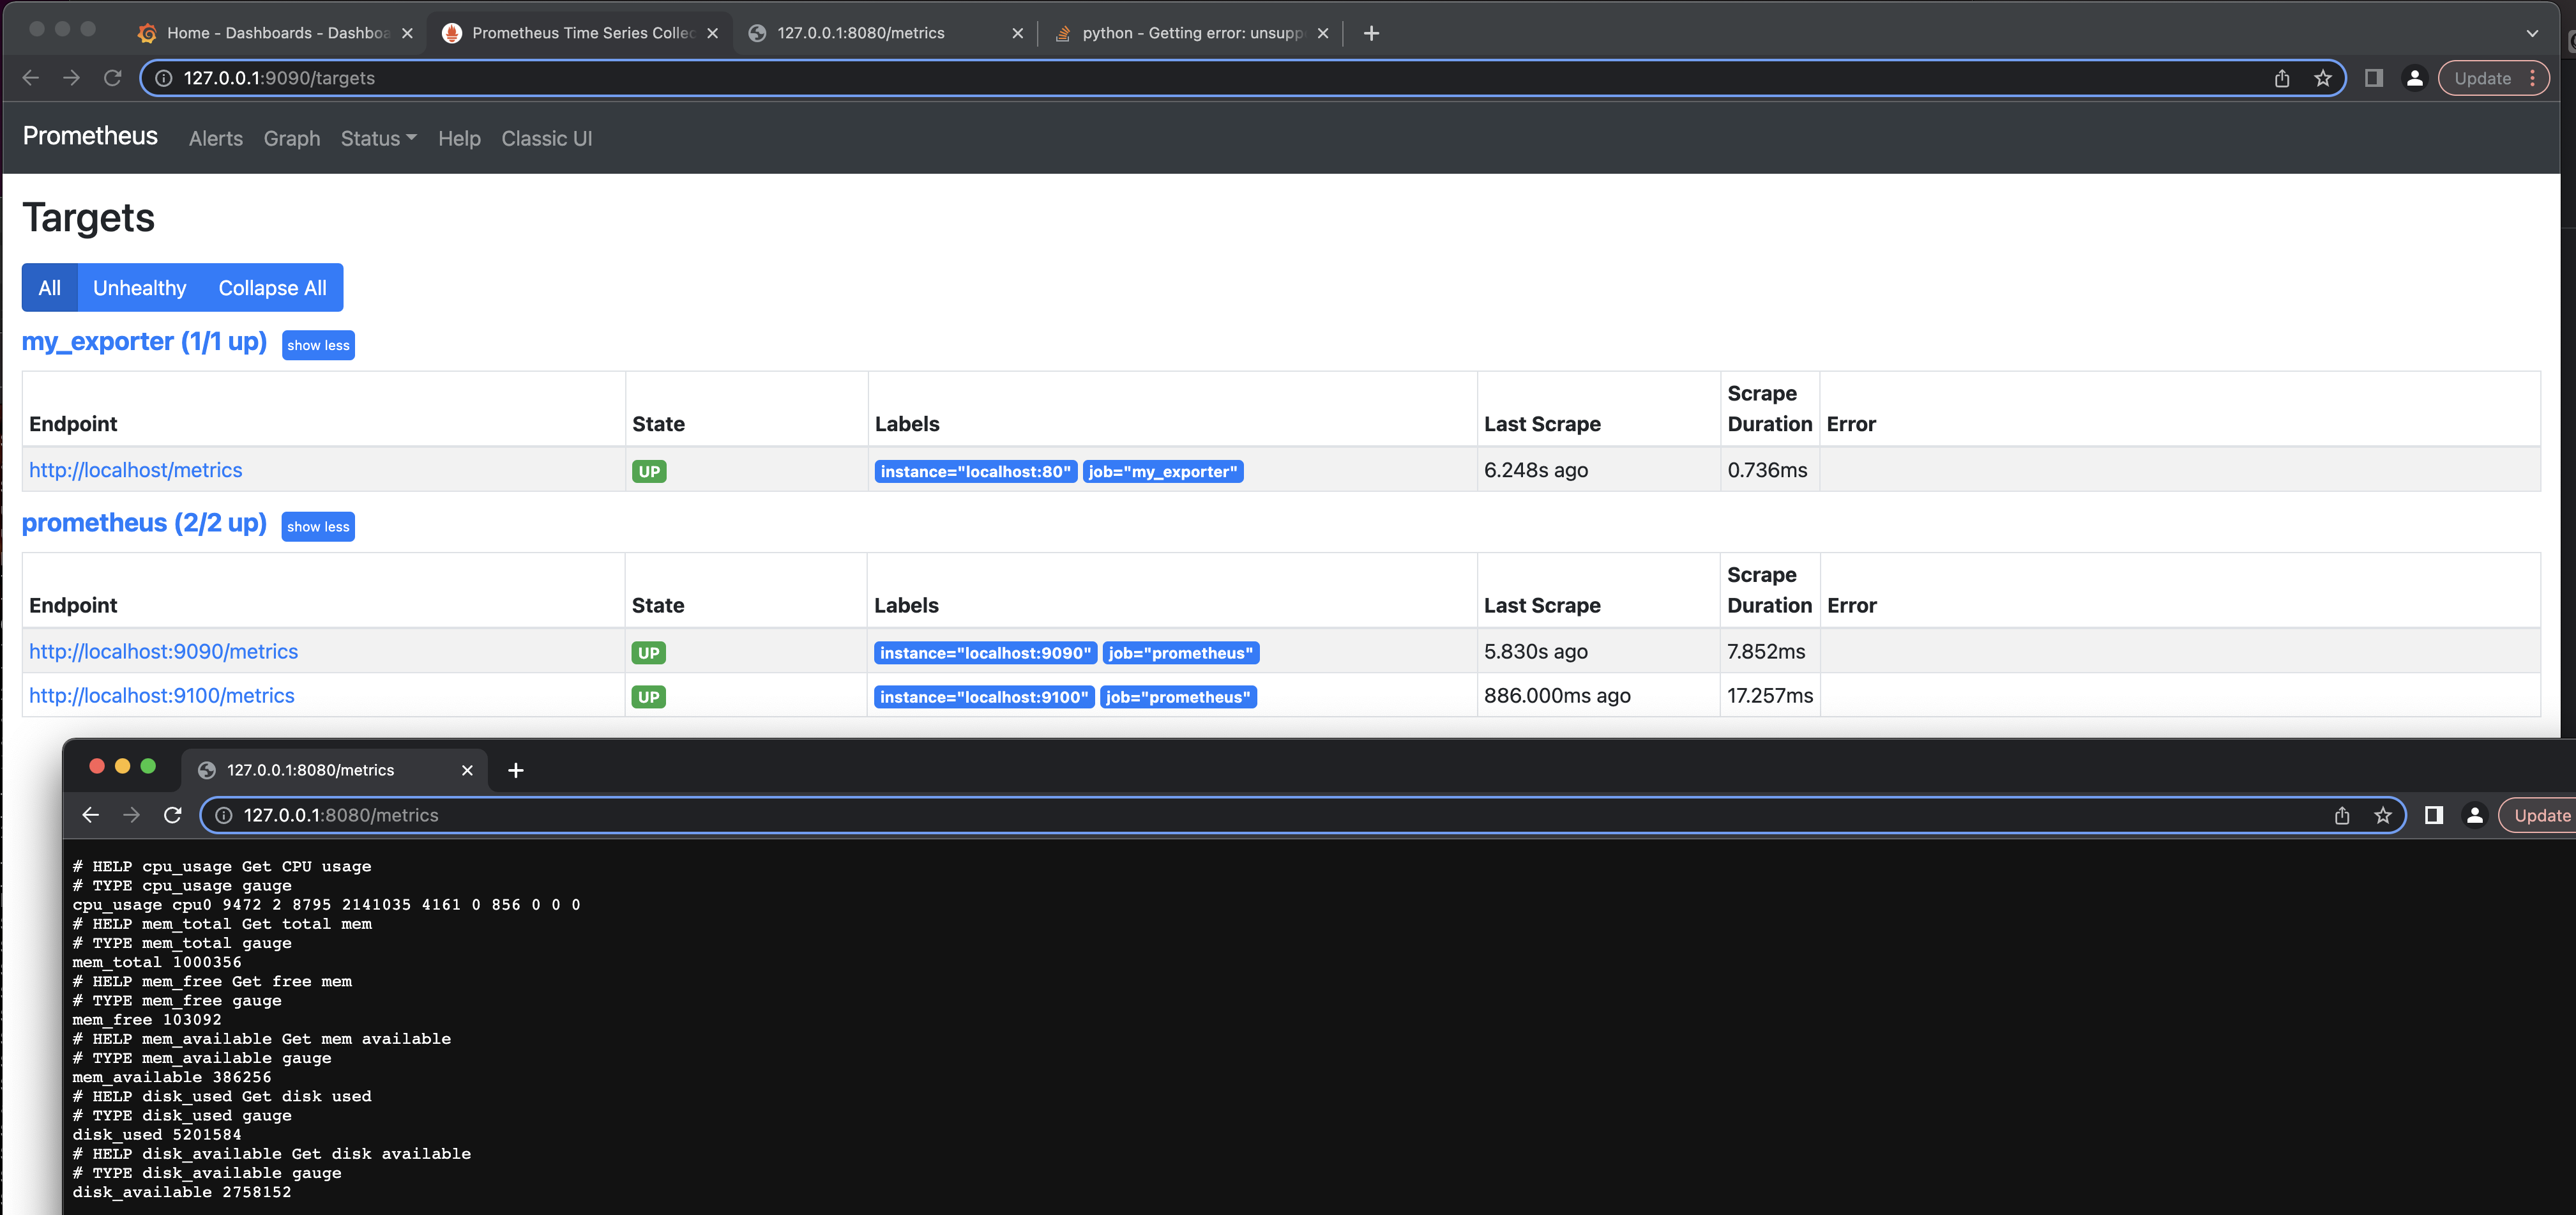 Home - Dashboards - Dashboa
Prometheus Time Series Collec
127.0.0.1:8080/metrics
python - Getting error: unsupp
127.0.0.1:9090/targets
Update
Prometheus Alerts Graph Status Help Classic UI
Targets
All Unhealthy Collapse All
my_exporter (1/1 up) show less
Endpoint State Labels Last Scrape Scrape Duration Error
http://localhost/metrics UP instance="localhost:80" job="my_exporter" 6.248s ago 0.736ms
prometheus (2/2 up) show less
Endpoint State Labels Last Scrape Scrape Duration Error
http://localhost:9090/metrics UP instance="localhost:9090" job="prometheus" 5.830s ago 7.852ms
http://localhost:9100/metrics UP instance="localhost:9100" job="prometheus" 886.000ms ago 17.257ms
127.0.0.1:8080/metrics
127.0.0.1:8080/metrics
Update
# HELP cpu_usage Get CPU usage
# TYPE cpu_usage gauge
cpu_usage cpu0 9472 2 8795 2141035 4161 0 856 0 0 0
# HELP mem_total Get total mem
# TYPE mem_total gauge
mem_total 1000356
# HELP mem_free Get free mem
# TYPE mem_free gauge
mem_free 103092
# HELP mem_available Get mem available
# TYPE mem_available gauge
mem_available 386256
# HELP disk_used Get disk used
# TYPE disk_used gauge
disk_used 5201584
# HELP disk_available Get disk available
# TYPE disk_available gauge
disk_available 2758152